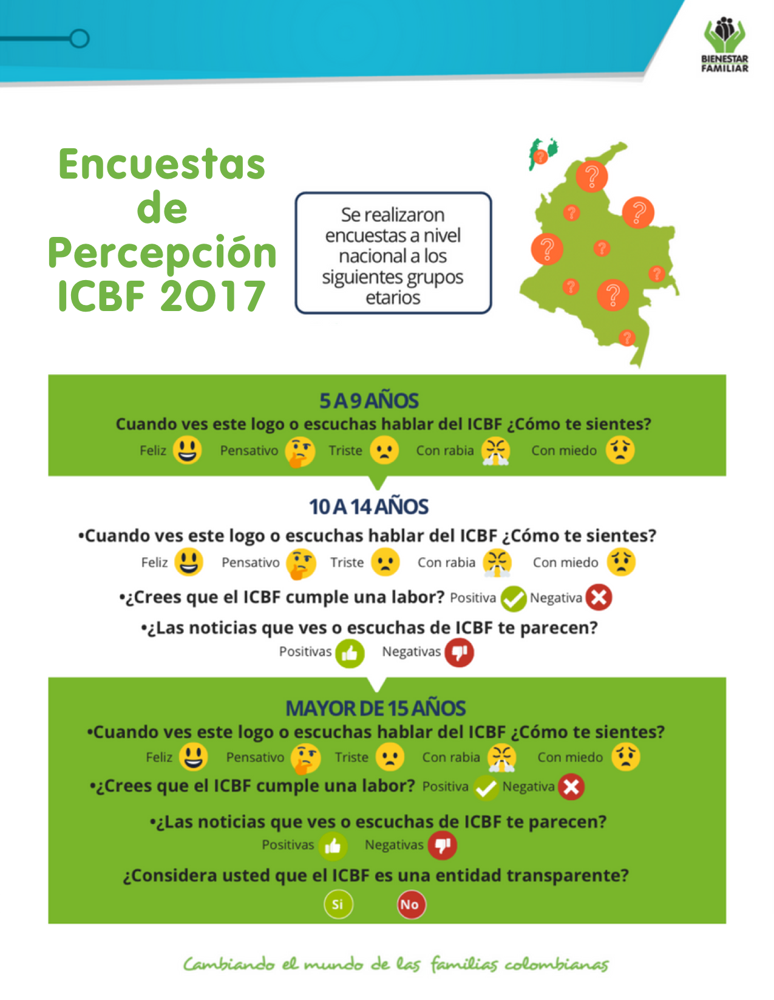 BIENESTAR
FAMILIAR
Encuestas
de
Percepción
ICBF 2017
Se realizaron
encuestas a nivel
nacional a los
siguientes grupos
etarios
? ? ? ? ? ? ? ? ? ?
5 A 9 AÑOS
Cuando ves este logo o escuchas hablar del ICBF ¿Cómo te sientes?
Feliz Pensativo Triste Con rabia Con miedo
10 A 14 AÑOS
•Cuando ves este logo o escuchas hablar del ICBF ¿Cómo te sientes?
Feliz Pensativo Triste Con rabia Con miedo
•¿Crees que el ICBF cumple una labor? Positiva Negativa
•¿Las noticias que ves o escuchas de ICBF te parecen?
Positivas Negativas
MAYOR DE 15 AÑOS
•Cuando ves este logo o escuchas hablar del ICBF ¿Cómo te sientes?
Feliz Pensativo Triste Con rabia Con miedo
•¿Crees que el ICBF cumple una labor? Positiva Negativa
•¿Las noticias que ves o escuchas de ICBF te parecen?
Positivas Negativas
¿Considera usted que el ICBF es una entidad transparente?
Si No
Cambiando el mundo de las familias colombianas